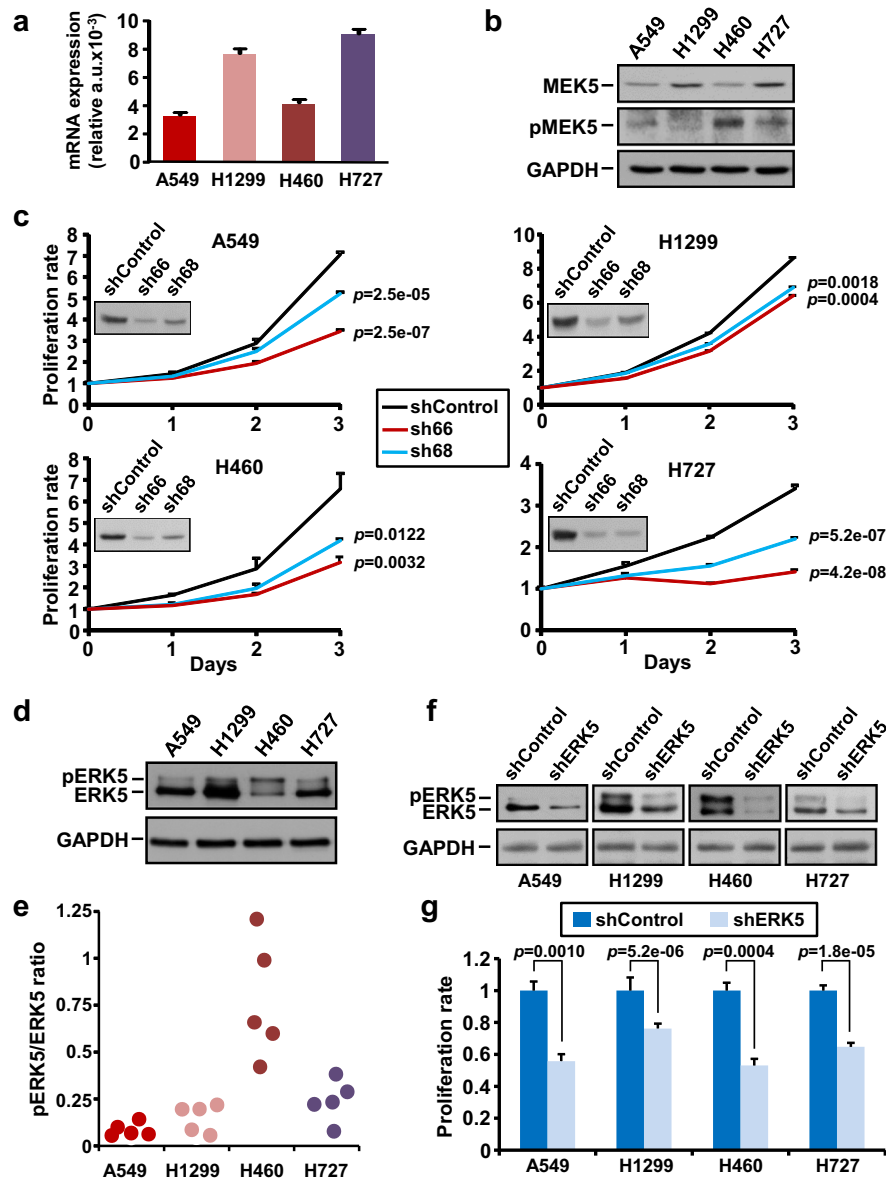 a
mRNA expression
(relative a.u.x10⁻³)
10
8
6
4
2
0
A549 H1299 H460 H727
b
A549 H1299 H460 H727
MEK5
pMEK5
GAPDH
c
Proliferation rate
A549
8
7
6
5
4
3
2
1
0
shControl sh66 sh68
p=2.5e-05
p=2.5e-07
0 1 2 3
H1299
10
8
6
4
2
0
shControl sh66 sh68
p=0.0018
p=0.0004
0 1 2 3
shControl
sh66
sh68
Proliferation rate
H460
8
7
6
5
4
3
2
1
0
shControl sh66 sh68
p=0.0122
p=0.0032
0 1 2 3
Days
H727
4
3
2
1
0
shControl sh66 sh68
p=5.2e-07
p=4.2e-08
0 1 2 3
Days
d
A549 H1299 H460 H727
pERK5
ERK5
GAPDH
e
pERK5/ERK5 ratio
1.25
1
0.75
0.5
0.25
0
A549 H1299 H460 H727
f
shControl shERK5 shControl shERK5 shControl shERK5 shControl shERK5
pERK5
ERK5
GAPDH
A549 H1299 H460 H727
g
shControl shERK5
Proliferation rate
1.2
1
0.8
0.6
0.4
0.2
0
p=0.0010 p=5.2e-06 p=0.0004 p=1.8e-05
A549 H1299 H460 H727